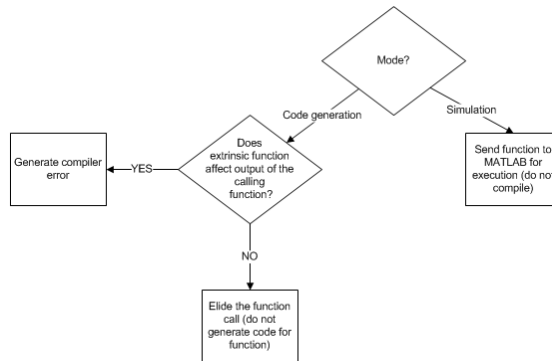 Mode?
Code generation
Simulation
Does
extrinsic function
affect output of the
calling
function?
YES
Generate compiler
error
Send function to
MATLAB for
execution (do not
compile)
NO
Elide the function
call (do not
generate code for
function)